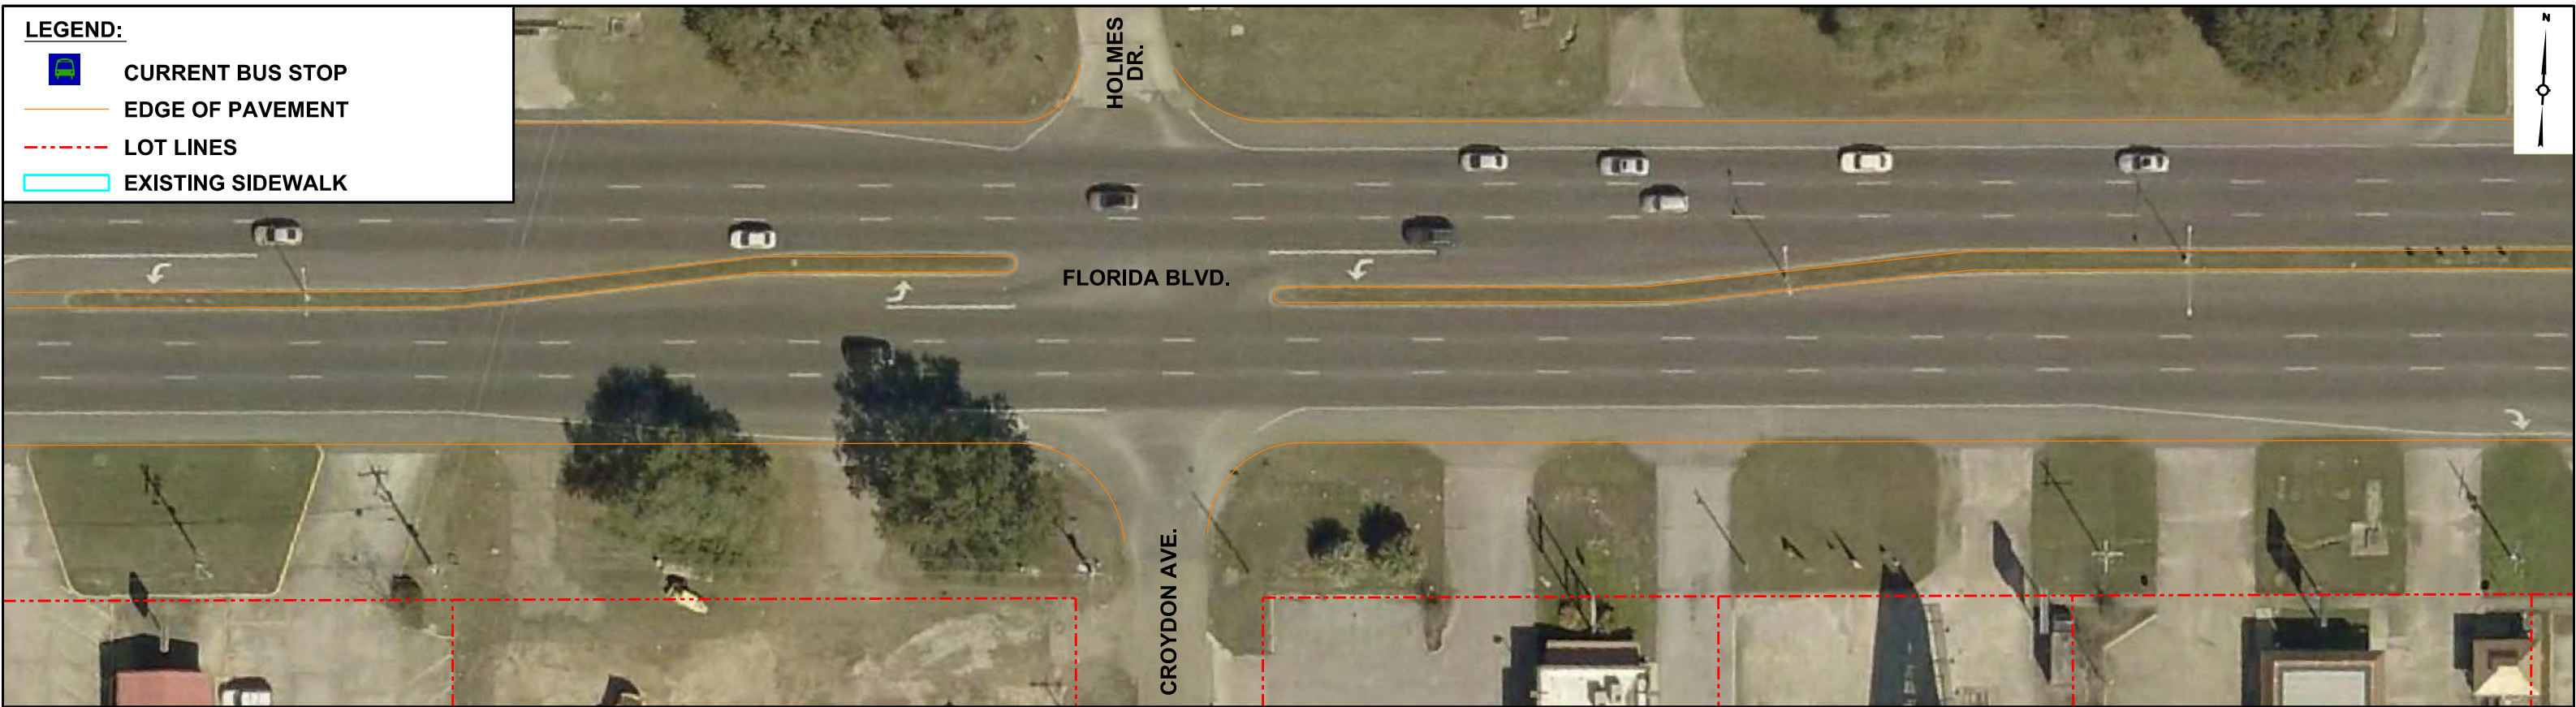 LEGEND:
CURRENT BUS STOP
EDGE OF PAVEMENT
LOT LINES
EXISTING SIDEWALK
HOLMES
DR.
N
FLORIDA BLVD.
CROYDON AVE.